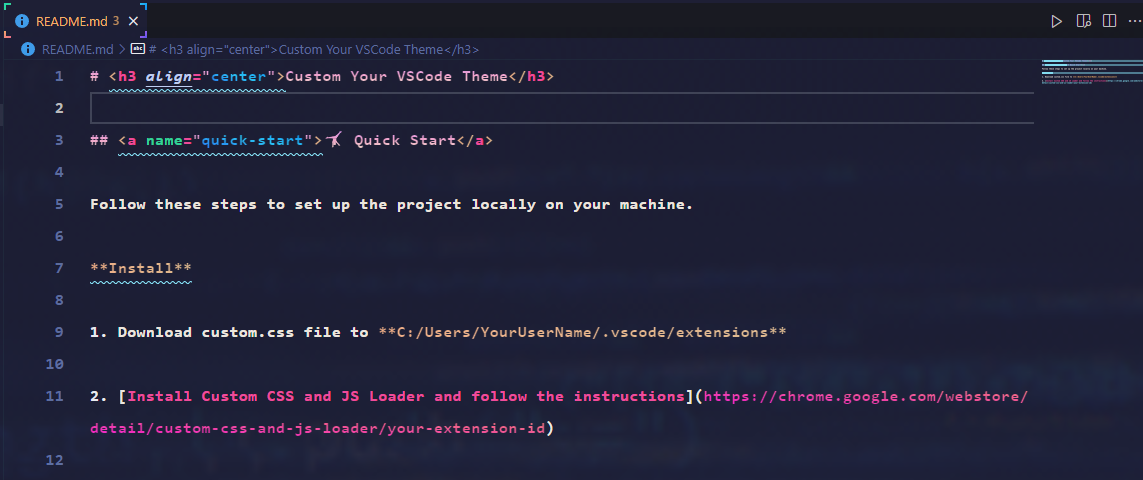 README.md 3
README.md > # <h3 align="center">Custom Your VSCode Theme</h3>
1 # <h3 align="center">Custom Your VSCode Theme</h3>
2
3 ## <a name="quick-start">🤸 Quick Start</a>
4
5 Follow these steps to set up the project locally on your machine.
6
7 **Install**
8
9 1. Download custom.css file to **C:/Users/YourUserName/.vscode/extensions**
10
11 2. [Install Custom CSS and JS Loader and follow the instructions](https://chrome.google.com/webstore/
detail/custom-css-and-js-loader/your-extension-id)
12